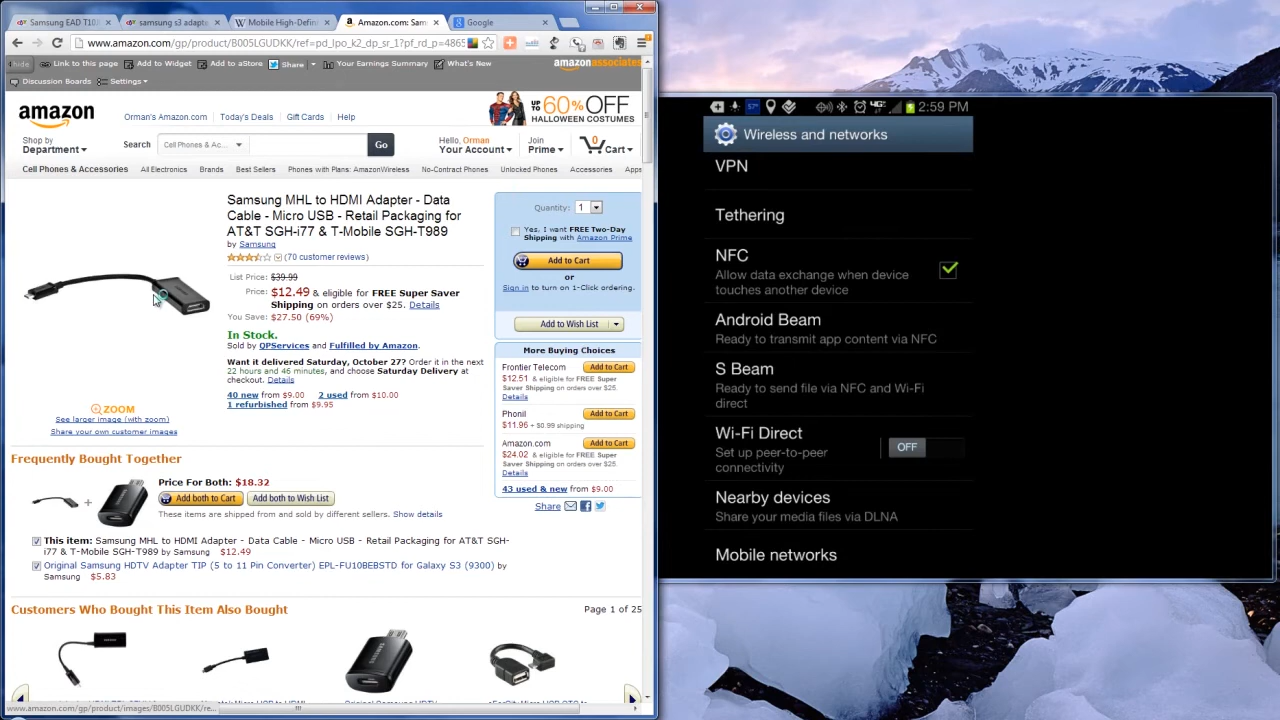 Samsung EAD T10
samsung s3 adapte
Mobile High-Defin
Amazon.com: Sam
Google
www.amazon.com/gp/product/B005LGUDKK/ref=pd_lpo_k2_dp_sr_1?pf_rd_p=486
hide
Link to this page
Add to Widget
Add to aStore
Share
Your Earnings Summary
What's New
amazonassociates
Discussion Boards
Settings
amazon
Orman's Amazon.com
Today's Deals
Gift Cards
Help
UP TO 60% OFF
HALLOWEEN COSTUMES
Shop by
Department
Search
Cell Phones & Ac...
Go
Hello, Orman
Your Account
Join
Prime
0
Cart
Cell Phones & Accessories
All Electronics
Brands
Best Sellers
Phones with Plans: AmazonWireless
No-Contract Phones
Unlocked Phones
Accessories
Apps
Samsung MHL to HDMI Adapter - Data
Cable - Micro USB - Retail Packaging for
AT&T SGH-i77 & T-Mobile SGH-T989
by Samsung
(70 customer reviews)
List Price: $39.99
Price: $12.49 & eligible for FREE Super Saver
Shipping on orders over $25. Details
You Save: $27.50 (69%)
In Stock.
Sold by QPServices and Fulfilled by Amazon.
Want it delivered Saturday, October 27? Order it in the next
22 hours and 46 minutes, and choose Saturday Delivery at
checkout. Details
40 new from $9.00 2 used from $10.00
1 refurbished from $9.95
ZOOM
See larger image (with zoom)
Share your own customer images
Quantity: 1
Yes, I want FREE Two-Day
Shipping with Amazon Prime
Add to Cart
or
Sign in to turn on 1-Click ordering.
Add to Wish List
More Buying Choices
Frontier Telecom
Add to Cart
$12.51 & eligible for FREE Super
Saver Shipping on orders over $25.
Details
Phonil
Add to Cart
$11.96 + $0.99 shipping
Amazon.com
Add to Cart
$24.02 & eligible for FREE Super
Saver Shipping on orders over $25.
Details
43 used & new from $9.00
Share
Frequently Bought Together
Price For Both: $18.32
Add both to Cart
Add both to Wish List
These items are shipped from and sold by different sellers. Show details
This item: Samsung MHL to HDMI Adapter - Data Cable - Micro USB - Retail Packaging for AT&T SGH-
i77 & T-Mobile SGH-T989 by Samsung $12.49
Original Samsung HDTV Adapter TIP (5 to 11 Pin Converter) EPL-FU10BEBSTD for Galaxy S3 (9300) by
Samsung $5.83
Customers Who Bought This Item Also Bought
Page 1 of 25
www.amazon.com/gp/product/images/B005LGUDKK/re...
57°
4G
2:59 PM
Wireless and networks
VPN
Tethering
NFC
Allow data exchange when device
touches another device
Android Beam
Ready to transmit app content via NFC
S Beam
Ready to send file via NFC and Wi-Fi
direct
Wi-Fi Direct
Set up peer-to-peer
connectivity
OFF
Nearby devices
Share your media files via DLNA
Mobile networks